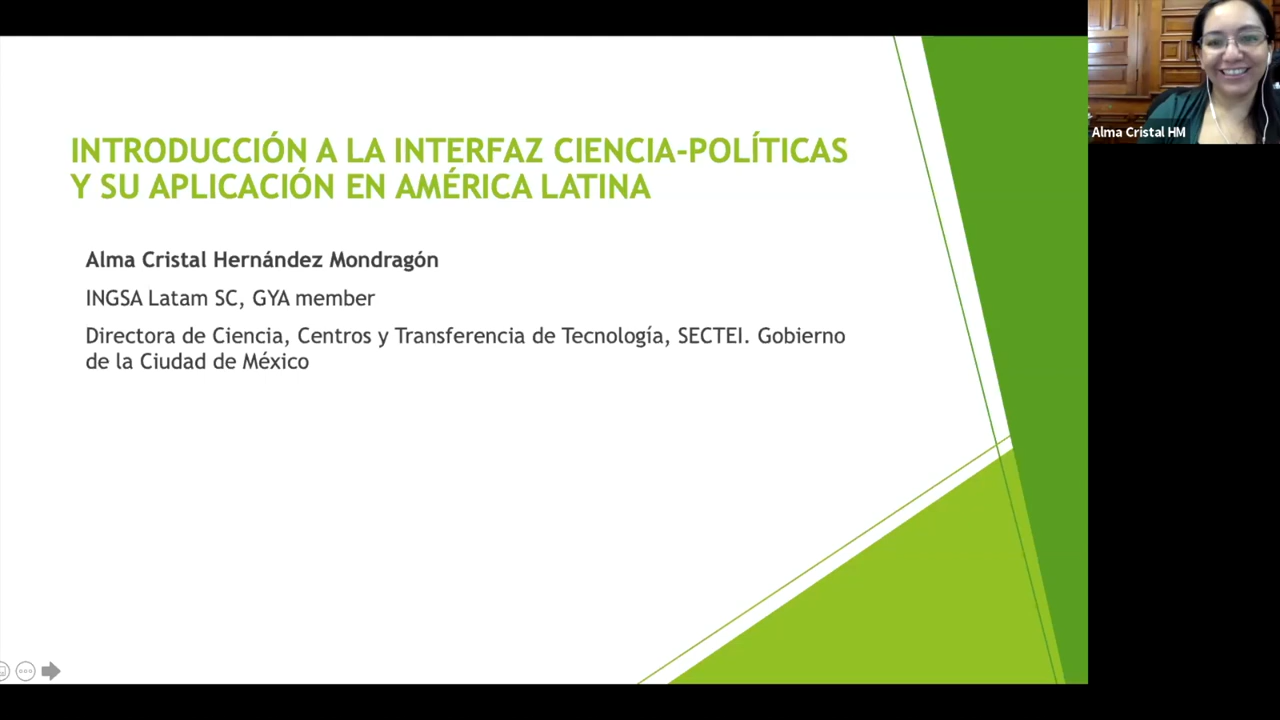 INTRODUCCIÓN A LA INTERFAZ CIENCIA-POLÍTICAS
Y SU APLICACIÓN EN AMÉRICA LATINA
Alma Cristal Hernández Mondragón
INGSA Latam SC, GYA member
Directora de Ciencia, Centros y Transferencia de Tecnología, SECTEI. Gobierno
de la Ciudad de México
Alma Cristal HM